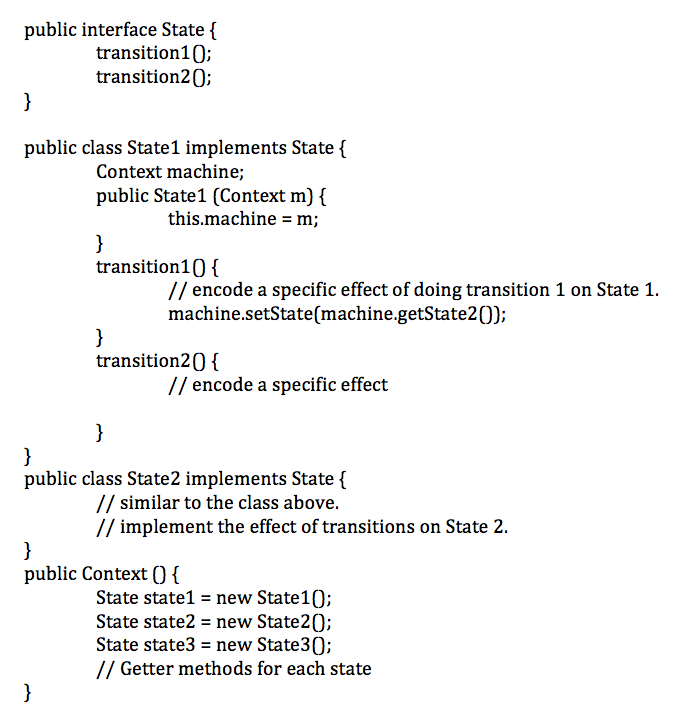 public interface State {
transition1();
transition2();
}
public class State1 implements State {
Context machine;
public State1 (Context m) {
this.machine = m;
}
transition1() {
// encode a specific effect of doing transition 1 on State 1.
machine.setState(machine.getState2());
}
transition2() {
// encode a specific effect
}
}
public class State2 implements State {
// similar to the class above.
// implement the effect of transitions on State 2.
}
public Context () {
State state1 = new State1();
State state2 = new State2();
State state3 = new State3();
// Getter methods for each state
}